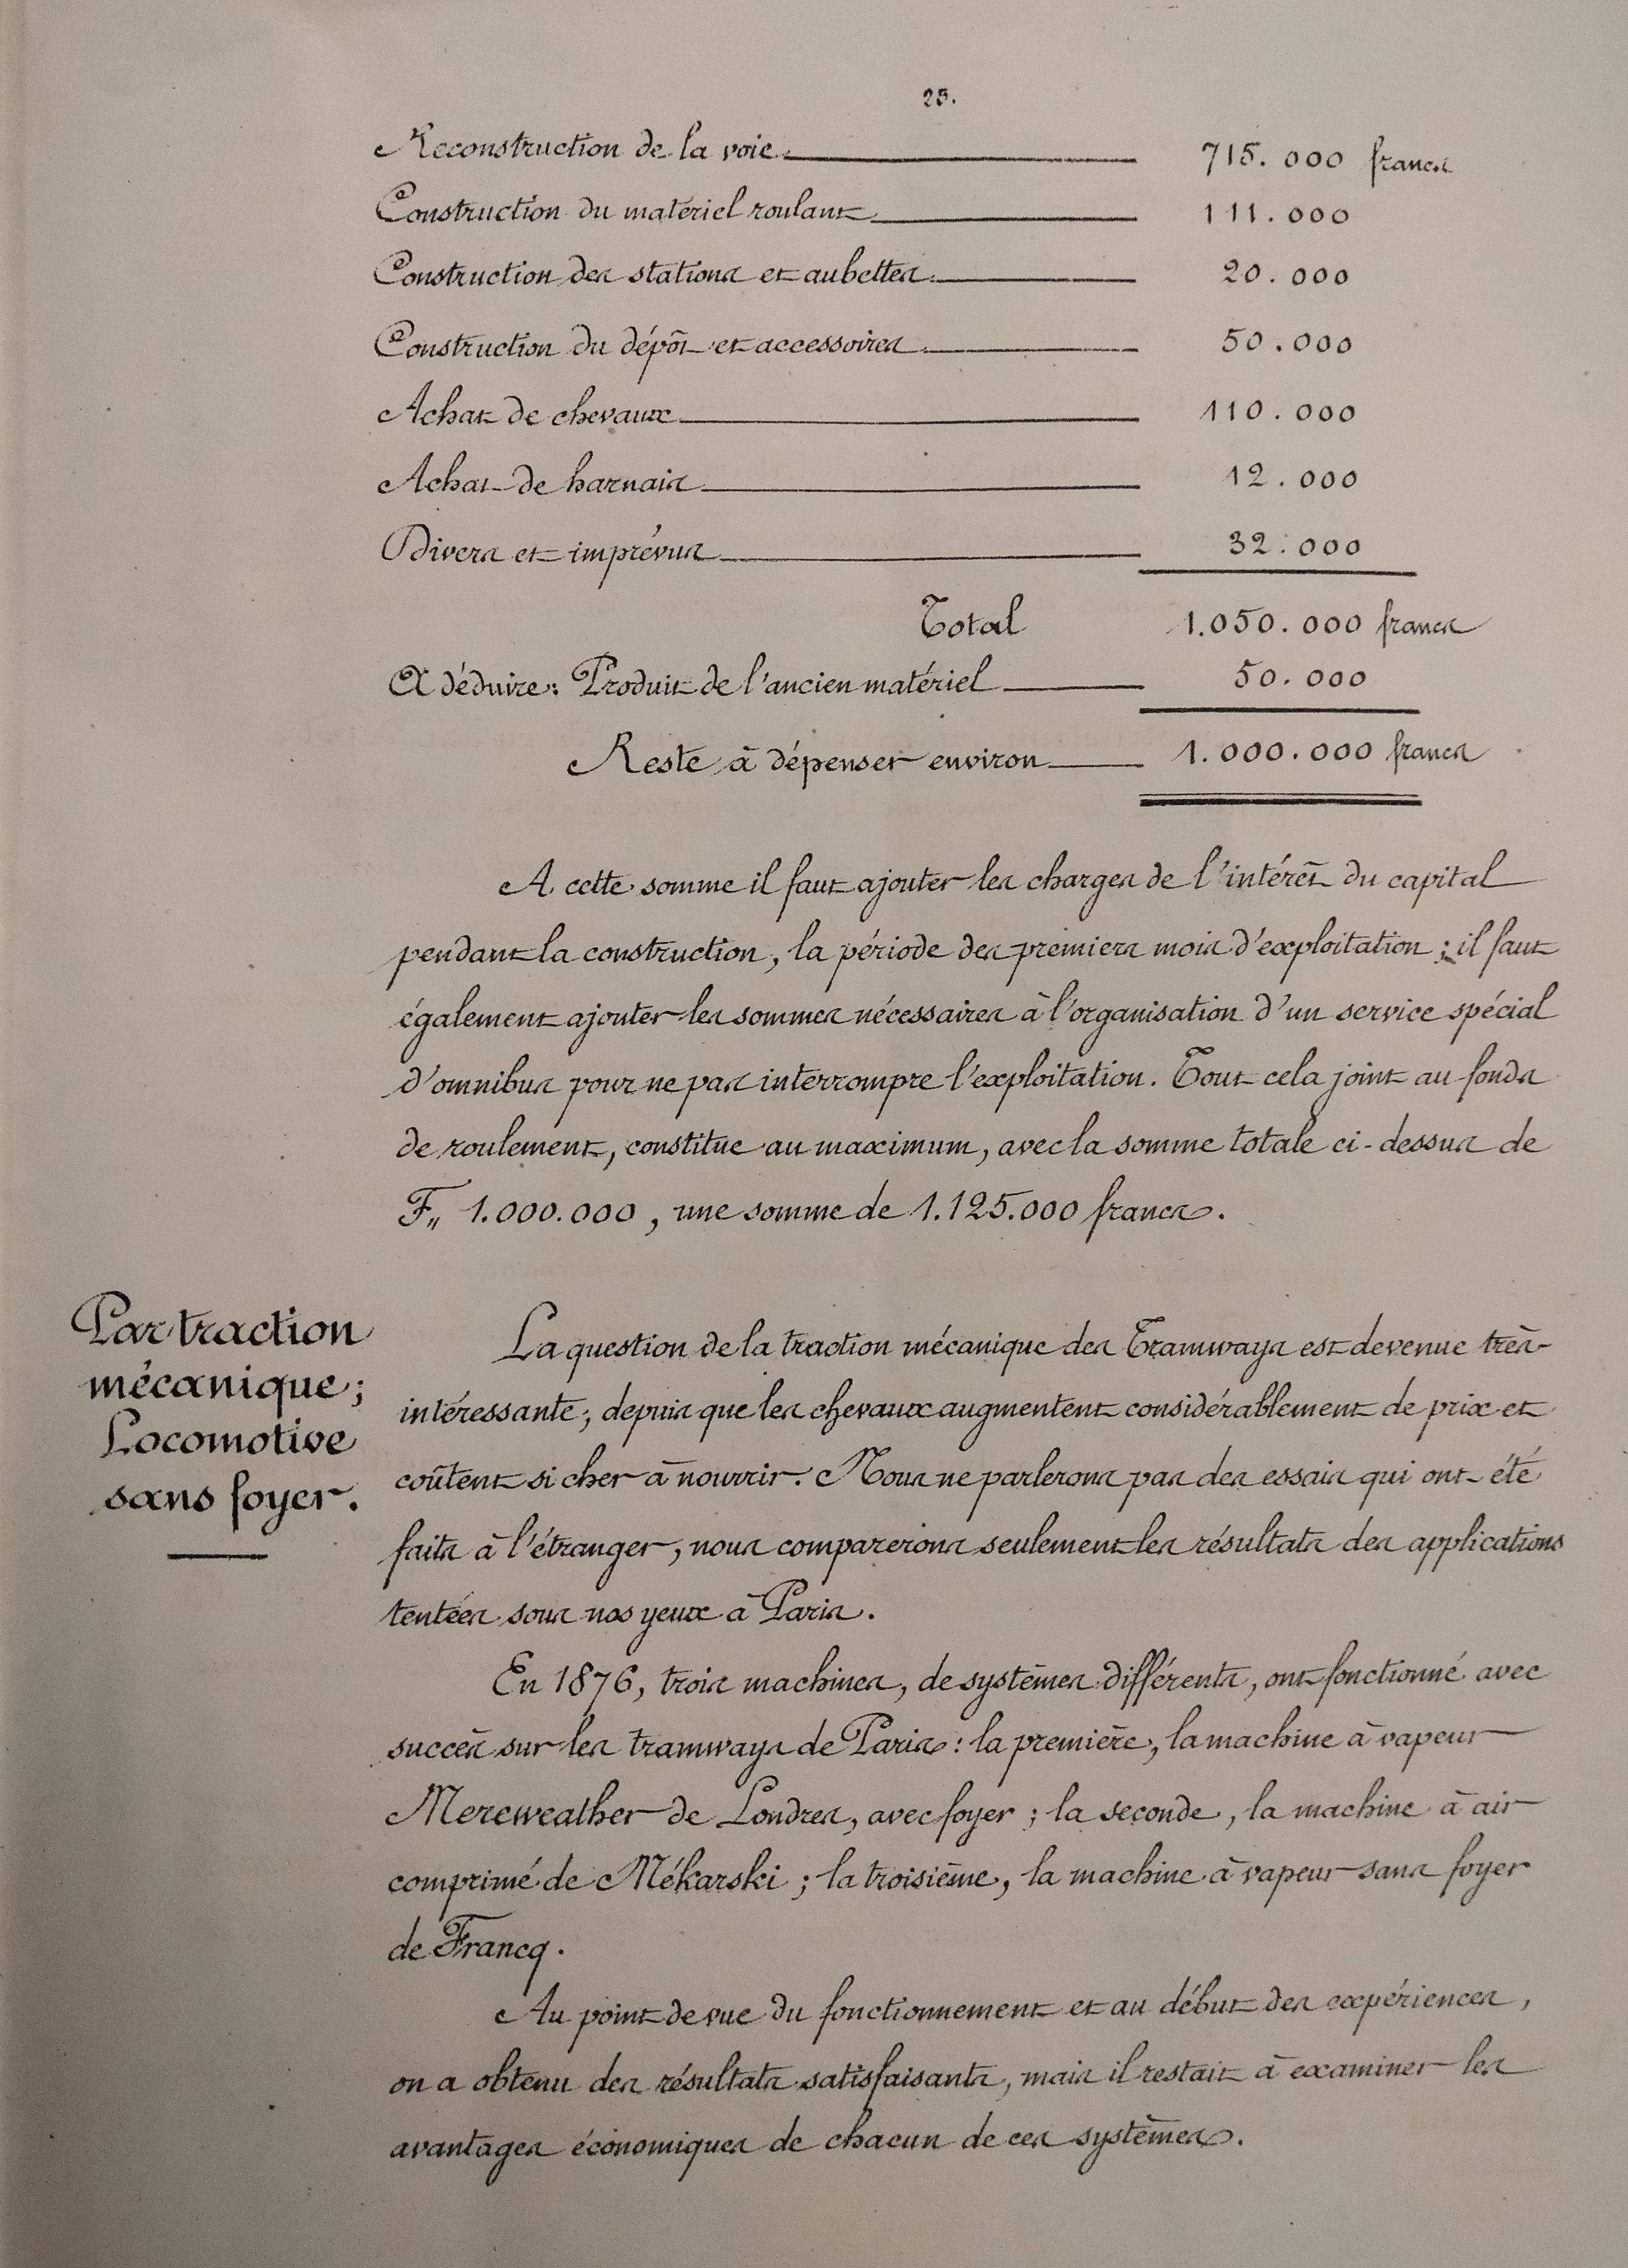 25.
Reconstruction de la voie 715.000 francs
Construction du matériel roulant 111.000
Construction des stations et aubettes 20.000
Construction du dépôt et accessoires 50.000
Achat de chevaux 110.000
Achat de harnais 12.000
Divers et imprévus 32.000
Total 1.050.000 francs
A déduire: Produit de l'ancien matériel 50.000
Reste à dépenser environ 1.000.000 francs
A cette somme il faut ajouter les charges de l'intérêt du capital
pendant la construction, la période des premiers mois d'exploitation; il faut
également ajouter les sommes nécessaires à l'organisation d'un service spécial
d'omnibus pour ne pas interrompre l'exploitation. Tout cela joint au fonds
de roulement, constitue au maximum, avec la somme totale ci-dessus de
F,, 1.000.000, une somme de 1.125.000 francs.
Par traction
mécanique;
Locomotive
sans foyer.
La question de la traction mécanique des Tramways est devenue très-
intéressante, depuis que les chevaux augmentent considérablement de prix et
coûtent si cher à nourrir. Nous ne parlerons pas des essais qui ont été
faits à l'étranger, nous comparerons seulement les résultats des applications
tentées sous nos yeux à Paris.
En 1876, trois machines, de systèmes différents, ont fonctionné avec
succès sur les tramways de Paris: la première, la machine à vapeur
Mereweather de Londres, avec foyer; la seconde, la machine à air
comprimé de Mékarski; la troisième, la machine à vapeur sans foyer
de Francq.
Au point de vue du fonctionnement et au début des expériences,
on a obtenu des résultats satisfaisants, mais il restait à examiner les
avantages économiques de chacun de ces systèmes.